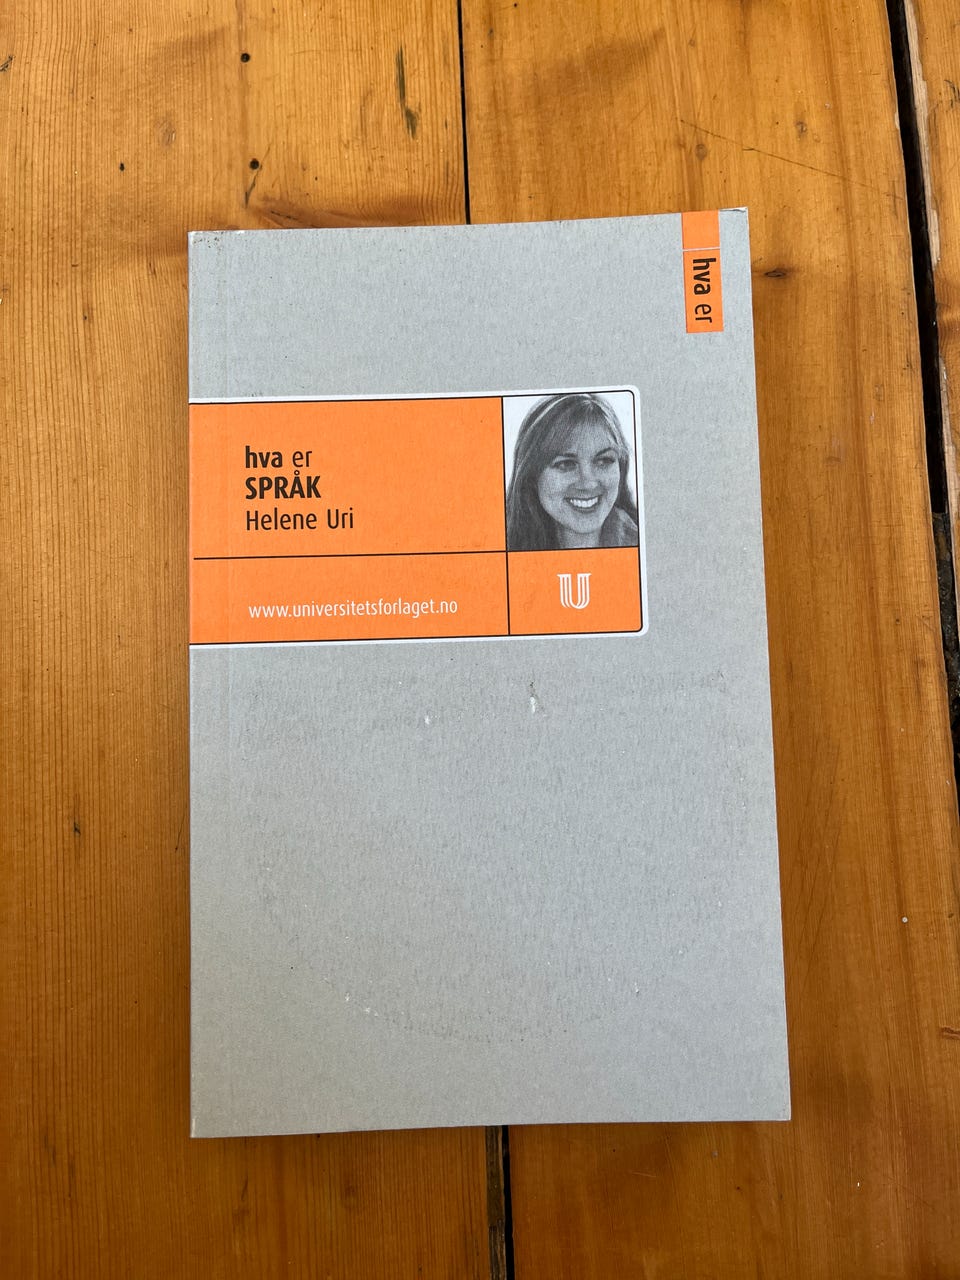 hva er
hva er
SPRÅK
Helene Uri
www.universitetsforlaget.no
U